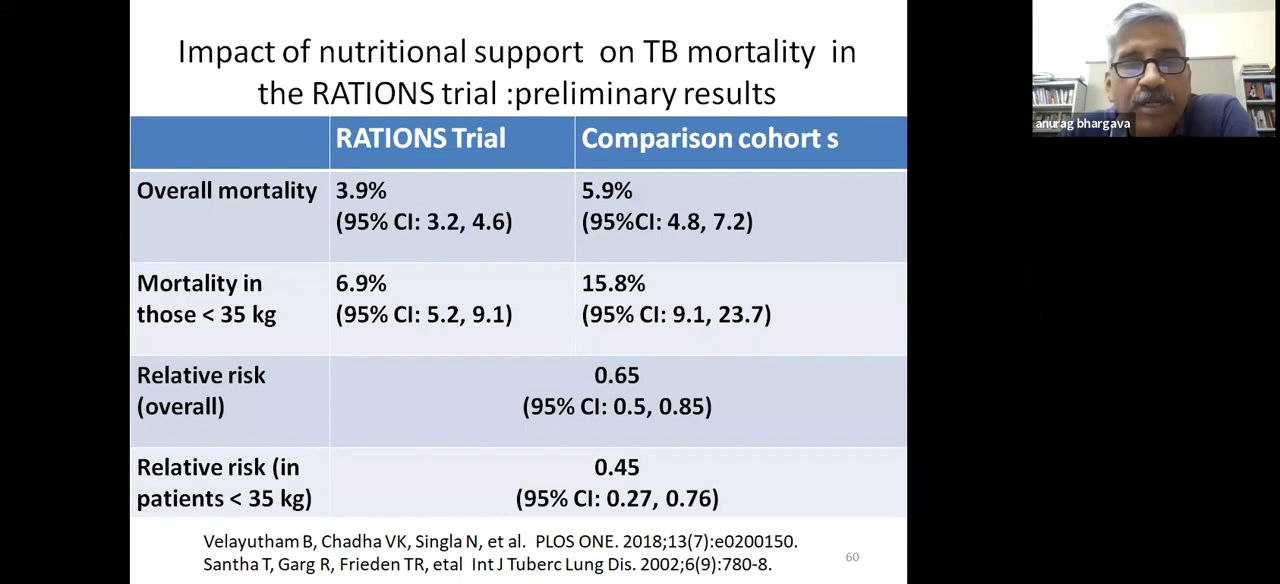 Impact of nutritional support on TB mortality in
the RATIONS trial :preliminary results
RATIONS Trial
Comparison cohort s
Overall mortality
3.9%
(95% CI: 3.2, 4.6)
5.9%
(95%CI: 4.8, 7.2)
Mortality in
those < 35 kg
6.9%
(95% CI: 5.2, 9.1)
15.8%
(95% CI: 9.1, 23.7)
Relative risk
(overall)
0.65
(95% CI: 0.5, 0.85)
Relative risk (in
patients < 35 kg)
0.45
(95% CI: 0.27, 0.76)
Velayutham B, Chadha VK, Singla N, et al. PLOS ONE. 2018;13(7):e0200150.
Santha T, Garg R, Frieden TR, etal Int J Tuberc Lung Dis. 2002;6(9):780-8.
60
anurag bhargava